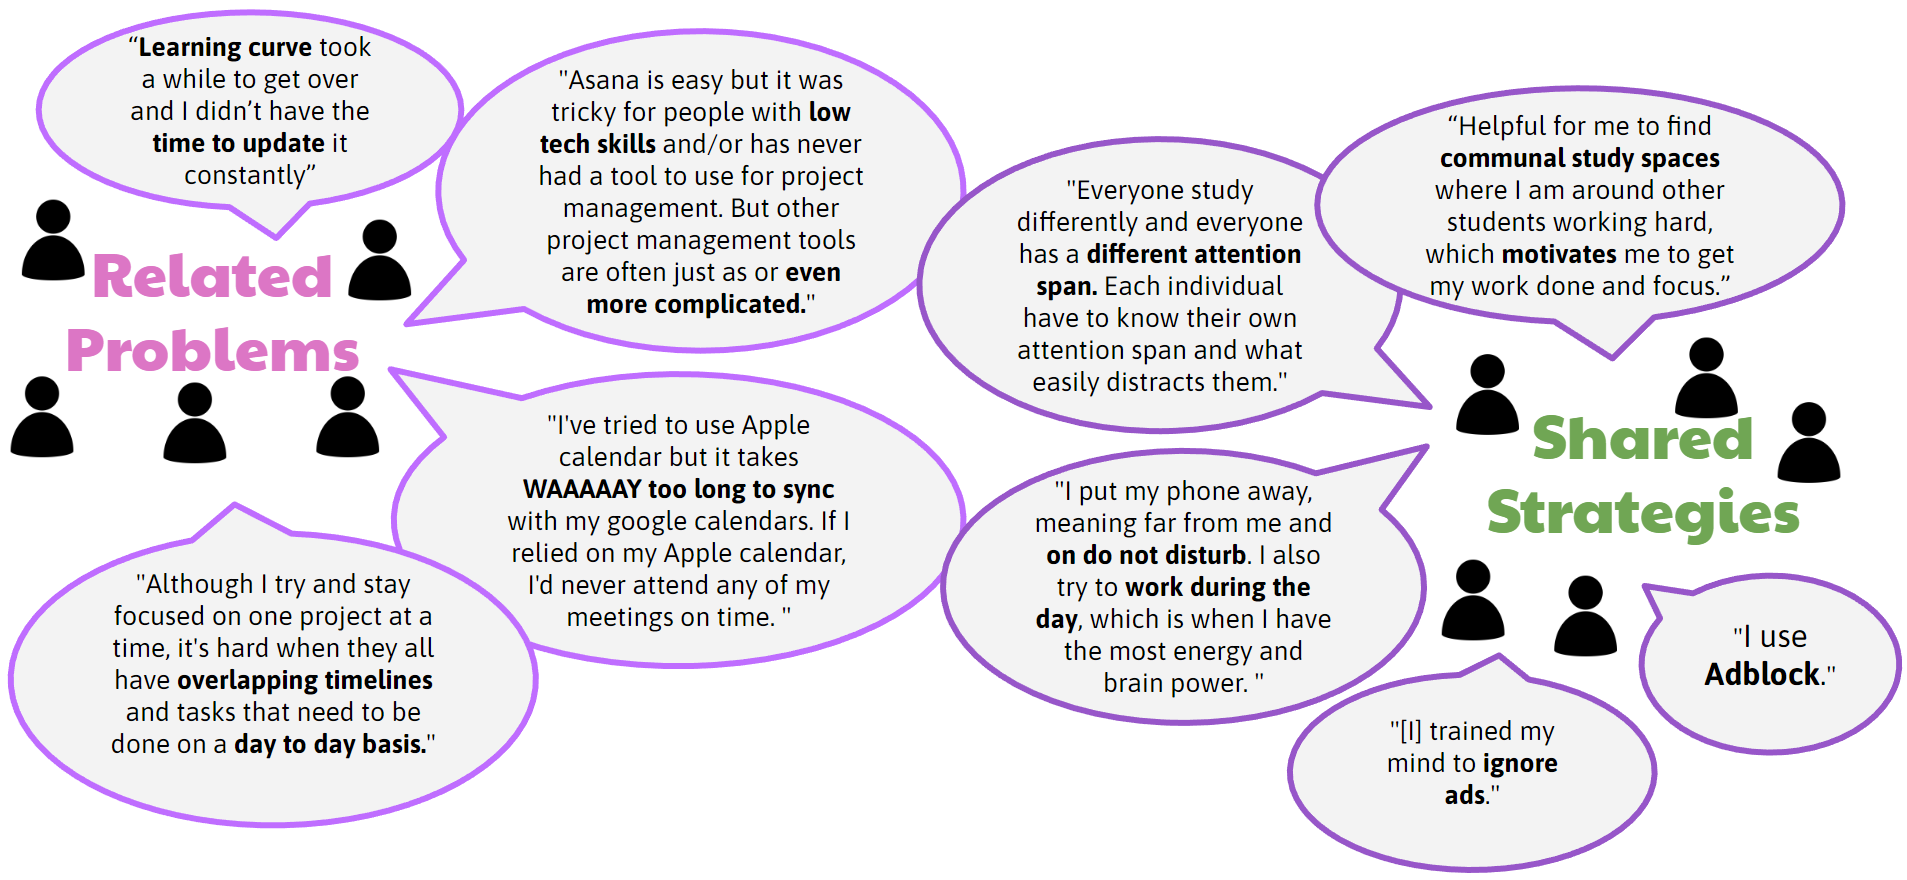 “Learning curve took
a while to get over
and I didn’t have the
time to update it
constantly”
"Asana is easy but it was
tricky for people with low
tech skills and/or has never
had a tool to use for project
management. But other
project management tools
are often just as or even
more complicated."
Related
Problems
"I've tried to use Apple
calendar but it takes
WAAAAAY too long to sync
with my google calendars. If I
relied on my Apple calendar,
I'd never attend any of my
meetings on time. "
"Although I try and stay
focused on one project at a
time, it's hard when they all
have overlapping timelines
and tasks that need to be
done on a day to day basis."
"Everyone study
differently and everyone
has a different attention
span. Each individual
have to know their own
attention span and what
easily distracts them."
“Helpful for me to find
communal study spaces
where I am around other
students working hard,
which motivates me to get
my work done and focus.”
Shared
Strategies
"I put my phone away,
meaning far from me and
on do not disturb. I also
try to work during the
day, which is when I have
the most energy and
brain power. "
"[I] trained my
mind to ignore
ads."
"I use
Adblock."